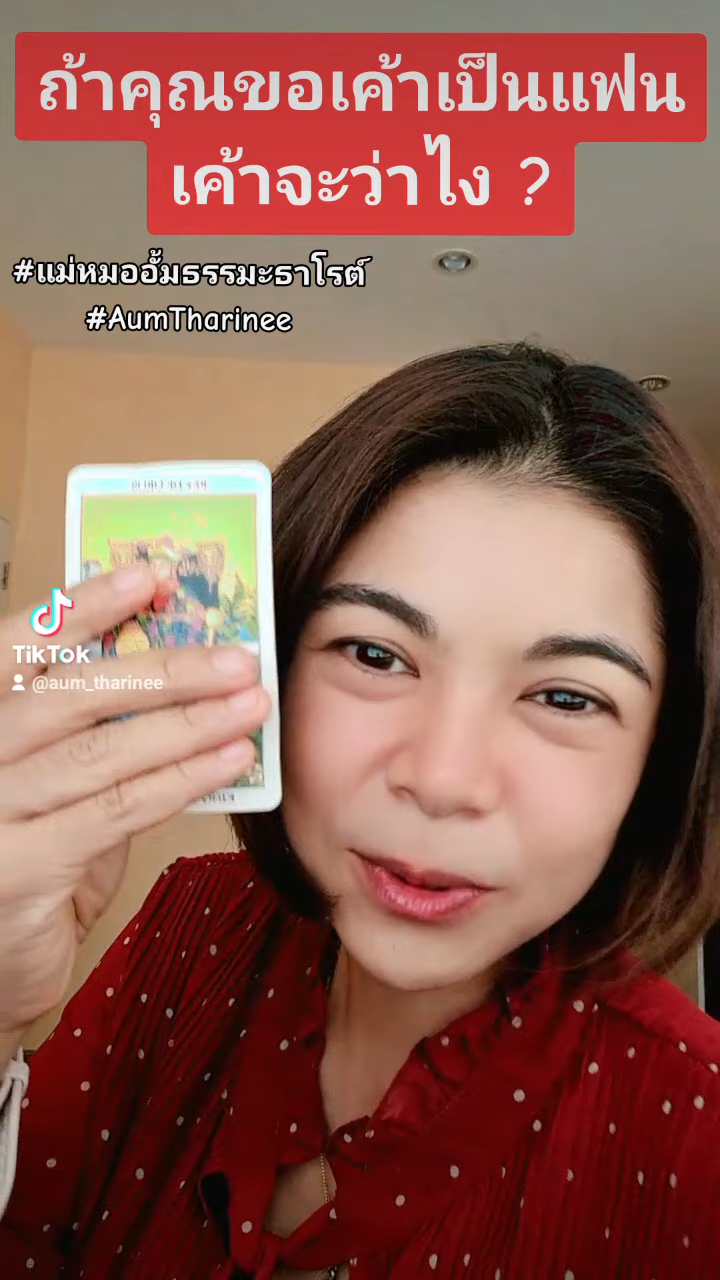 ถ้าคุณขอเค้าเป็นแฟน
เค้าจะว่าไง ?
#แม่หมออั้มธรรมะธาโรต์
#AumTharinee
TikTok
@aum_tharinee